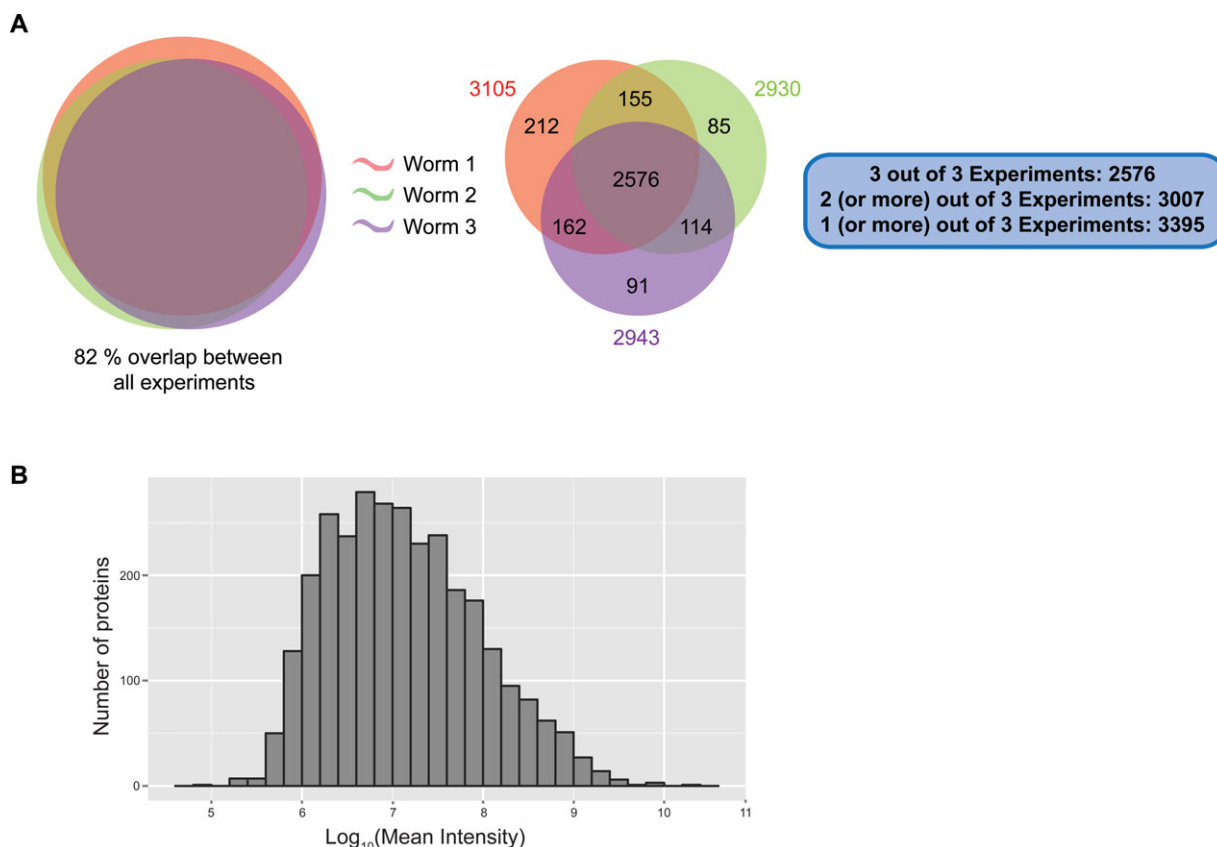 A
82 % overlap between
all experiments
Worm 1
Worm 2
Worm 3
3105
155
2930
212
85
2576
162
114
91
2943
3 out of 3 Experiments: 2576
2 (or more) out of 3 Experiments: 3007
1 (or more) out of 3 Experiments: 3395
B
Number of proteins
200
100
0
5 6 7 8 9 10 11
Log₁₀(Mean Intensity)